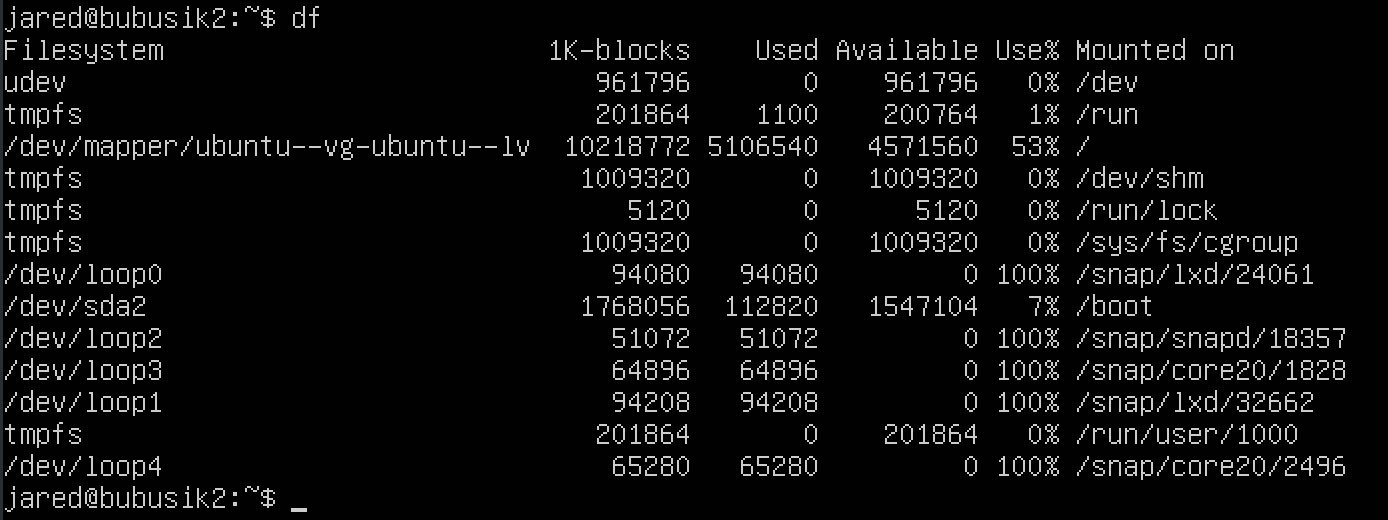 jared@bubusik2:~$ df
Filesystem                        1K-blocks    Used Available Use% Mounted on
udev                                 961796       0    961796   0% /dev
tmpfs                                201864    1100    200764   1% /run
/dev/mapper/ubuntu--vg-ubuntu--lv  10218772 5106540   4571560  53% /
tmpfs                               1009320       0   1009320   0% /dev/shm
tmpfs                                  5120       0      5120   0% /run/lock
tmpfs                               1009320       0   1009320   0% /sys/fs/cgroup
/dev/loop0                            94080   94080         0 100% /snap/lxd/24061
/dev/sda2                           1768056  112820   1547104   7% /boot
/dev/loop2                            51072   51072         0 100% /snap/snapd/18357
/dev/loop3                            64896   64896         0 100% /snap/core20/1828
/dev/loop1                            94208   94208         0 100% /snap/lxd/32662
tmpfs                                201864       0    201864   0% /run/user/1000
/dev/loop4                            65280   65280         0 100% /snap/core20/2496
jared@bubusik2:~$ _